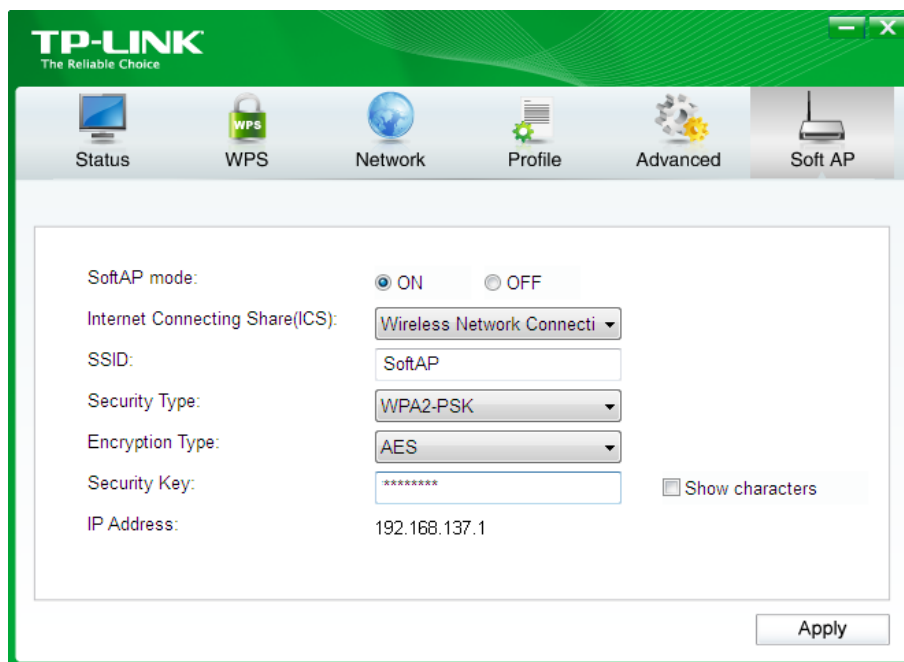 TP-LINK
The Reliable Choice
Status WPS Network Profile Advanced Soft AP
WPS
SoftAP mode: ON OFF
Internet Connecting Share(ICS): Wireless Network Connecti
SSID: SoftAP
Security Type: WPA2-PSK
Encryption Type: AES
Security Key: ******** Show characters
IP Address: 192.168.137.1
Apply